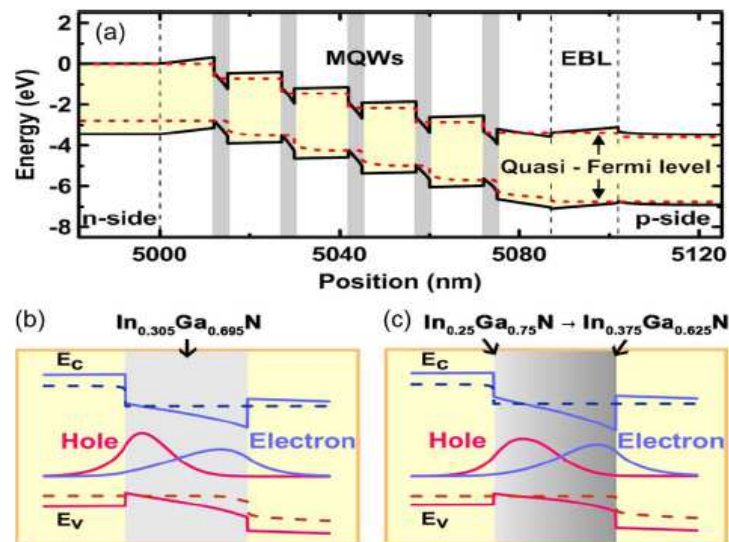 (a)
MQWs
EBL
2
0
-2
-4
-6
-8
Energy (eV)
Quasi - Fermi level
n-side
p-side
5000
5040
5080
5120
Position (nm)
(b)
In0.305Ga0.695N
EC
Hole
Electron
EV
(c)
In0.25Ga0.75N → In0.375Ga0.625N
EC
Hole
Electron
EV